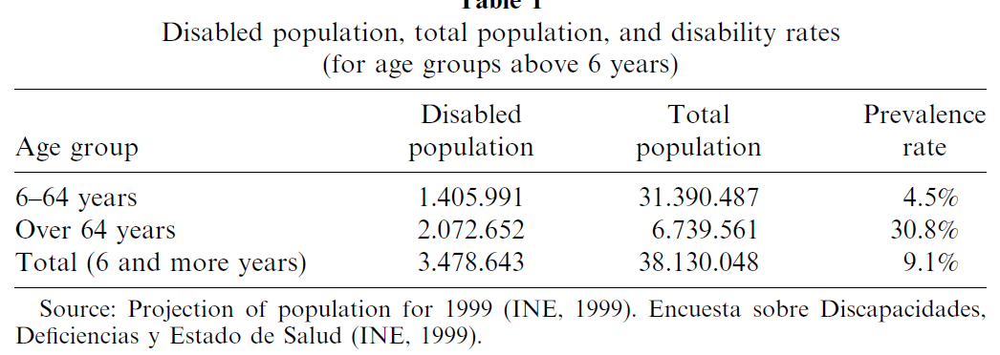 Table 1
Disabled population, total population, and disability rates
(for age groups above 6 years)
Age group Disabled population Total population Prevalence rate
6–64 years 1.405.991 31.390.487 4.5%
Over 64 years 2.072.652 6.739.561 30.8%
Total (6 and more years) 3.478.643 38.130.048 9.1%
Source: Projection of population for 1999 (INE, 1999). Encuesta sobre Discapacidades,
Deficiencias y Estado de Salud (INE, 1999).